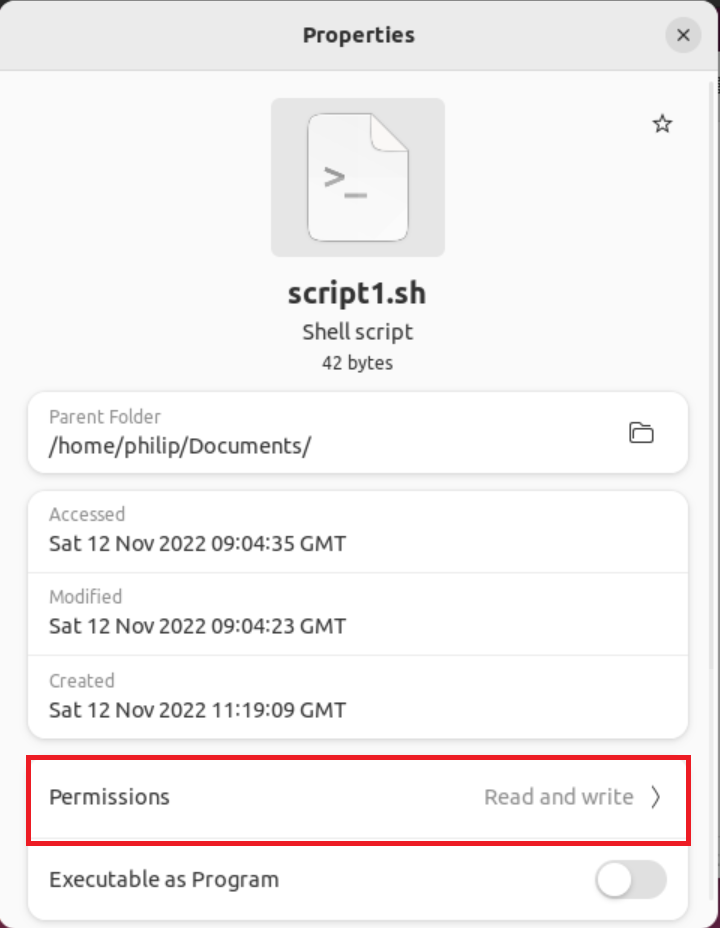 Properties
>_
script1.sh
Shell script
42 bytes
Parent Folder
/home/philip/Documents/
Accessed
Sat 12 Nov 2022 09:04:35 GMT
Modified
Sat 12 Nov 2022 09:04:23 GMT
Created
Sat 12 Nov 2022 11:19:09 GMT
Permissions Read and write
Executable as Program